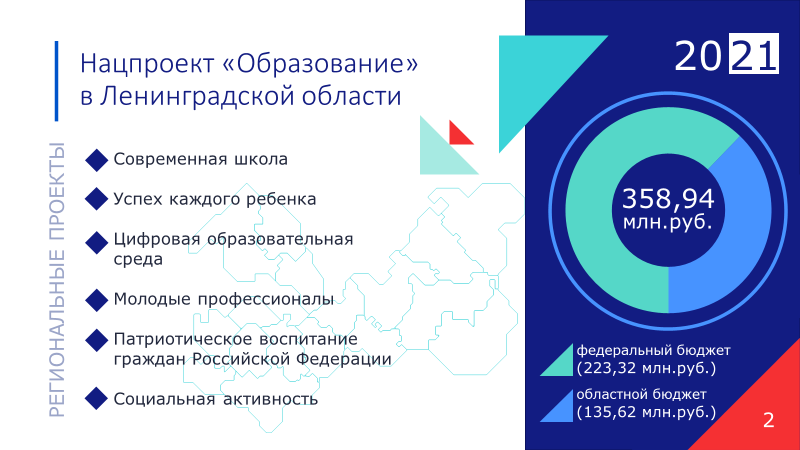 Нацпроект «Образование»
в Ленинградской области
РЕГИОНАЛЬНЫЕ ПРОЕКТЫ
Современная школа
Успех каждого ребенка
Цифровая образовательная
среда
Молодые профессионалы
Патриотическое воспитание
граждан Российской Федерации
Социальная активность
2021
358,94
млн.руб.
федеральный бюджет
(223,32 млн.руб.)
областной бюджет
(135,62 млн.руб.)
2